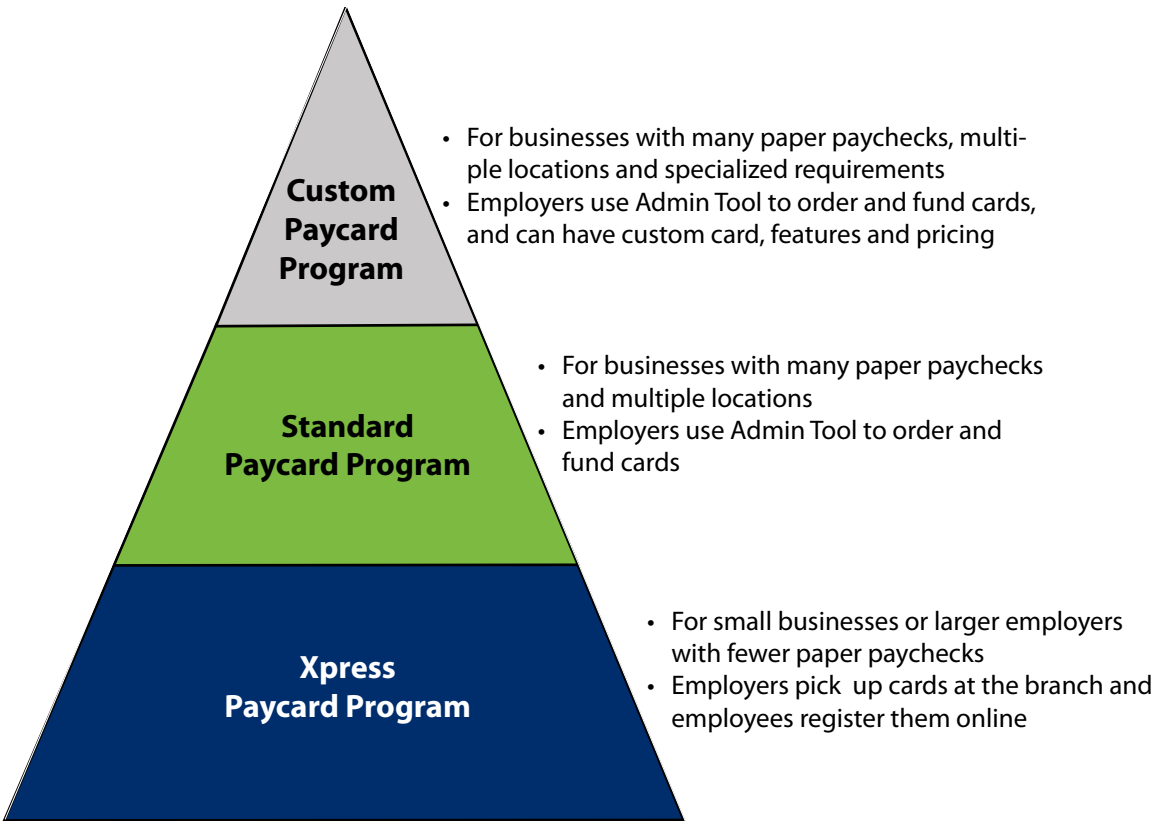 Custom
Paycard
Program
• For businesses with many paper paychecks, multi-
ple locations and specialized requirements
• Employers use Admin Tool to order and fund cards,
and can have custom card, features and pricing
Standard
Paycard Program
• For businesses with many paper paychecks
and multiple locations
• Employers use Admin Tool to order and
fund cards
Xpress
Paycard Program
• For small businesses or larger employers
with fewer paper paychecks
• Employers pick up cards at the branch and
employees register them online